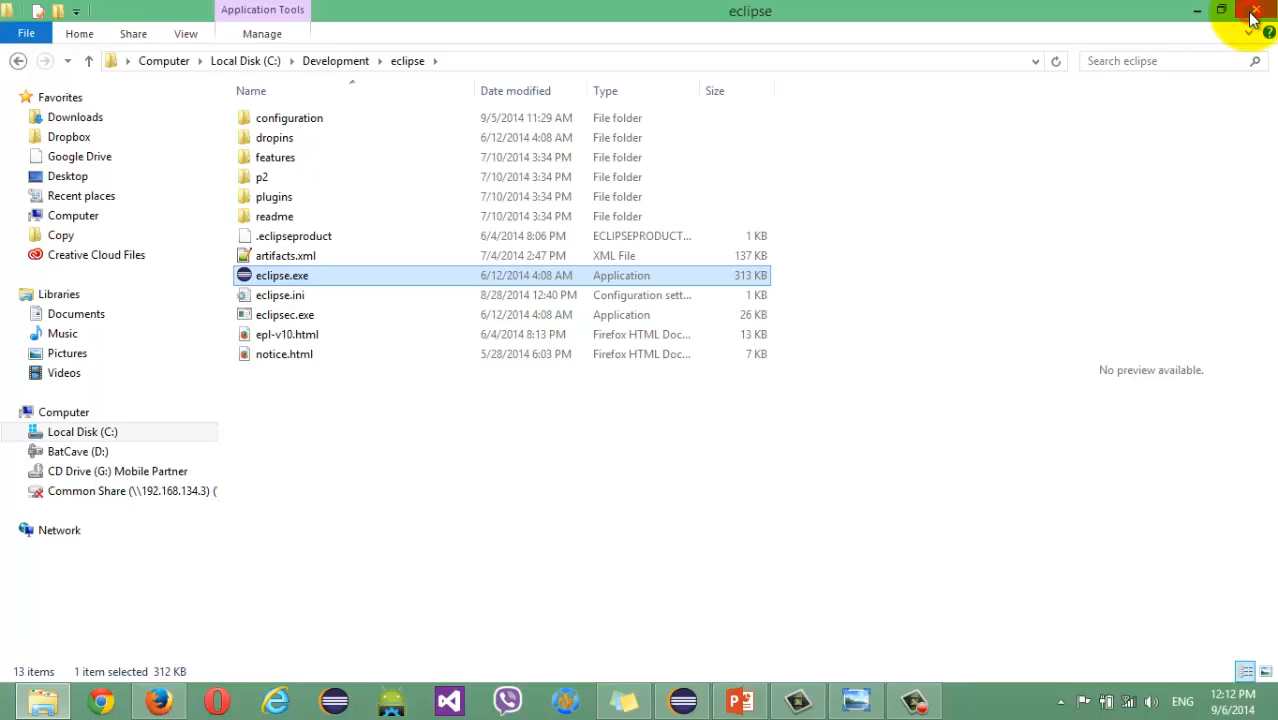 Application Tools
eclipse
File Home Share View Manage
Computer Local Disk (C:) Development eclipse
Search eclipse
Name Date modified Type Size
Favorites
Downloads
Dropbox
Google Drive
Desktop
Recent places
Computer
Copy
Creative Cloud Files
Libraries
Documents
Music
Pictures
Videos
Computer
Local Disk (C:)
BatCave (D:)
CD Drive (G:) Mobile Partner
Common Share (\\192.168.134.3) (
Network
configuration 9/5/2014 11:29 AM File folder
dropins 6/12/2014 4:08 AM File folder
features 7/10/2014 3:34 PM File folder
p2 7/10/2014 3:34 PM File folder
plugins 7/10/2014 3:34 PM File folder
readme 7/10/2014 3:34 PM File folder
.eclipseproduct 6/4/2014 8:06 PM ECLIPSEPRODUCT... 1 KB
artifacts.xml 7/4/2014 2:47 PM XML File 137 KB
eclipse.exe 6/12/2014 4:08 AM Application 313 KB
eclipse.ini 8/28/2014 12:40 PM Configuration sett... 1 KB
eclipsec.exe 6/12/2014 4:08 AM Application 26 KB
epl-v10.html 6/4/2014 8:13 PM Firefox HTML Doc... 13 KB
notice.html 5/28/2014 6:03 PM Firefox HTML Doc... 7 KB
No preview available.
13 items 1 item selected 312 KB
ENG
12:12 PM
9/6/2014